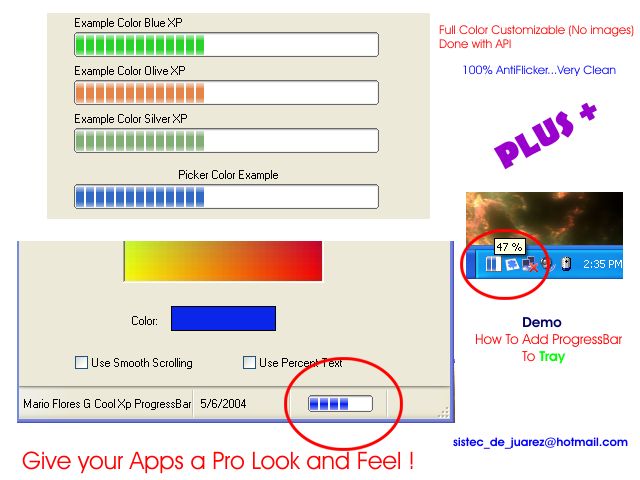 Example Color Blue XP
Example Color Olive XP
Example Color Silver XP
Picker Color Example
Full Color Customizable (No images)
Done with API
100% AntiFlicker...Very Clean
PLUS +
47 %
2:35 PM
Demo
How To Add ProgressBar
To Tray
Color:
Use Smooth Scrolling
Use Percent Text
Mario Flores G Cool Xp ProgressBar
5/6/2004
sistec_de_juarez@hotmail.com
Give your Apps a Pro Look and Feel !